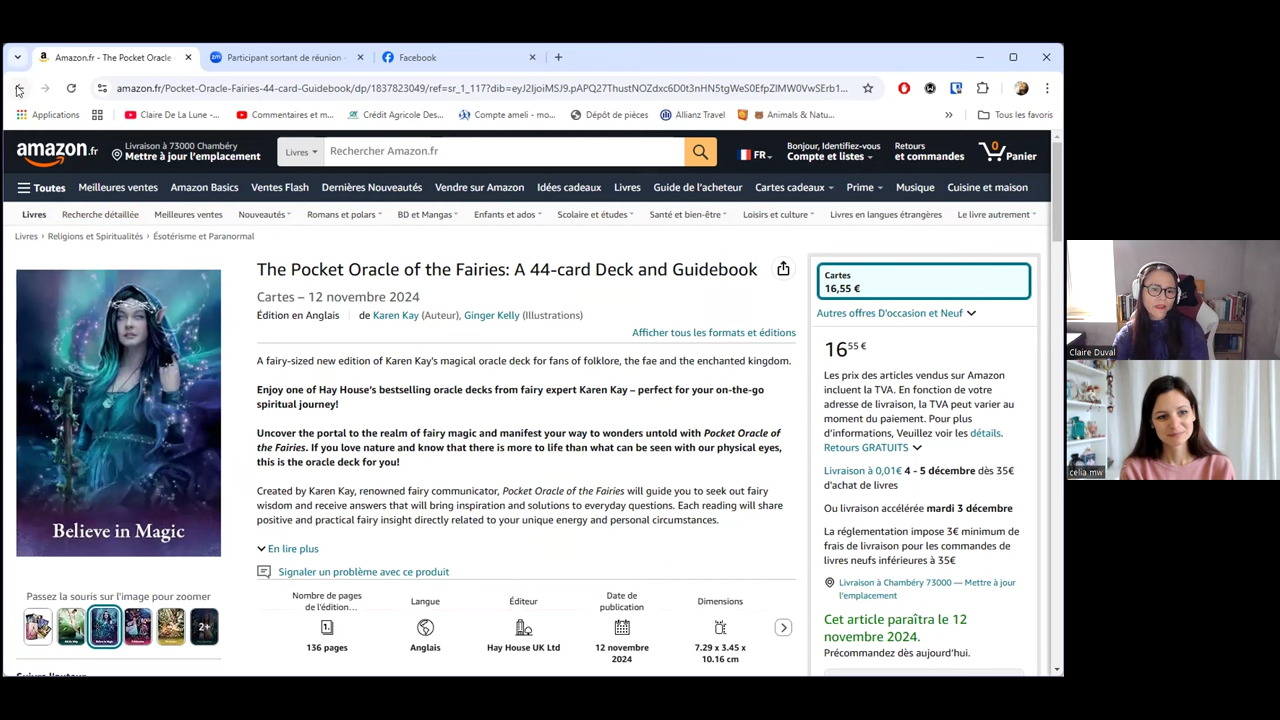 Amazon.fr - The Pocket Oracle
Participant sortant de réunion -
Facebook
amazon.fr/Pocket-Oracle-Fairies-44-card-Guidebook/dp/1837823049/ref=sr_1_117?dib=eyJ2IjoiMSJ9.pAPQ27ThustNOZdxc6D0t3nHN5tgWeS0EfpZlMW0VwSErb1...
Applications
Claire De La Lune -...
Commentaires et m...
Crédit Agricole Des...
Compte ameli - mo...
Dépôt de pièces
Allianz Travel
Animals & Natu...
»
Tous les favoris
amazon.fr
Livraison à 73000 Chambéry
Mettre à jour l'emplacement
Livres
Rechercher Amazon.fr
FR
Bonjour, Identifiez-vous
Compte et listes
Retours
et commandes
0
Panier
Toutes
Meilleures ventes
Amazon Basics
Ventes Flash
Dernières Nouveautés
Vendre sur Amazon
Idées cadeaux
Livres
Guide de l'acheteur
Cartes cadeaux
Prime
Musique
Cuisine et maison
Livres
Recherche détaillée
Meilleures ventes
Nouveautés
Romans et polars
BD et Mangas
Enfants et ados
Scolaire et études
Santé et bien-être
Loisirs et culture
Livres en langues étrangères
Le livre autrement
Livres › Religions et Spiritualités › Ésotérisme et Paranormal
Believe in Magic
Passez la souris sur l'image pour zoomer
2+
The Pocket Oracle of the Fairies: A 44-card Deck and Guidebook
Cartes – 12 novembre 2024
Édition en Anglais
de Karen Kay (Auteur), Ginger Kelly (Illustrations)
Afficher tous les formats et éditions
A fairy-sized new edition of Karen Kay's magical oracle deck for fans of folklore, the fae and the enchanted kingdom.
Enjoy one of Hay House's bestselling oracle decks from fairy expert Karen Kay – perfect for your on-the-go
spiritual journey!
Uncover the portal to the realm of fairy magic and manifest your way to wonders untold with Pocket Oracle of
the Fairies. If you love nature and know that there is more to life than what can be seen with our physical eyes,
this is the oracle deck for you!
Created by Karen Kay, renowned fairy communicator, Pocket Oracle of the Fairies will guide you to seek out fairy
wisdom and receive answers that will bring inspiration and solutions to everyday questions. Each reading will share
positive and practical fairy insight directly related to your unique energy and personal circumstances.
En lire plus
Signaler un problème avec ce produit
Nombre de pages
de l'édition...
136 pages
Langue
Anglais
Éditeur
Hay House UK Ltd
Date de
publication
12 novembre
2024
Dimensions
7.29 x 3.45 x
10.16 cm
Cartes
16,55 €
Autres offres D'occasion et Neuf
16 55 €
Les prix des articles vendus sur Amazon
incluent la TVA. En fonction de votre
adresse de livraison, la TVA peut varier au
moment du paiement. Pour plus
d'informations, Veuillez voir les détails.
Retours GRATUITS
Livraison à 0,01€ 4 - 5 décembre dès 35€
d'achat de livres
Ou livraison accélérée mardi 3 décembre
La réglementation impose 3€ minimum de
frais de livraison pour les commandes de
livres neufs inférieures à 35€
Livraison à Chambéry 73000 — Mettre à jour
l'emplacement
Cet article paraîtra le 12
novembre 2024.
Précommandez dès aujourd'hui.
Claire Duval
celia mw